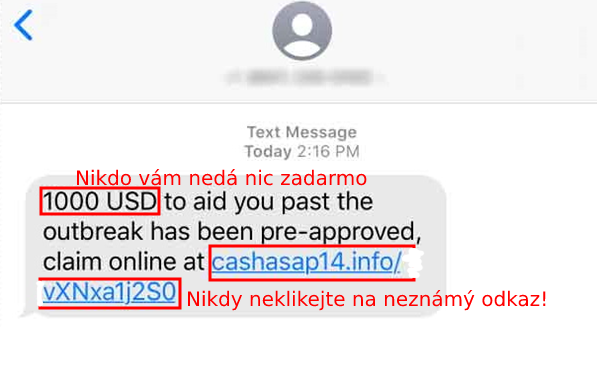 Text Message
Today 2:16 PM
Nikdo vám nedá nic zadarmo
1000 USD to aid you past the
outbreak has been pre-approved,
claim online at cashasap14.info/
vXNxa1j2S0
Nikdy neklikejte na neznámý odkaz!